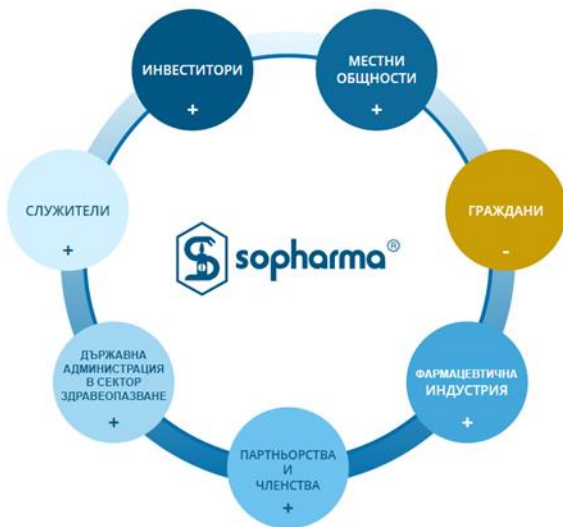 ИНВЕСТИТОРИ
+
МЕСТНИ
ОБЩНОСТИ
+
СЛУЖИТЕЛИ
+
ГРАЖДАНИ
-
sopharma®
ДЪРЖАВНА
АДМИНИСТРАЦИЯ
В СЕКТОР
ЗДРАВЕОПАЗВАНЕ
+
ФАРМАЦЕВТИЧНА
ИНДУСТРИЯ
+
ПАРТНЬОРСТВА
И
ЧЛЕНСТВА
+